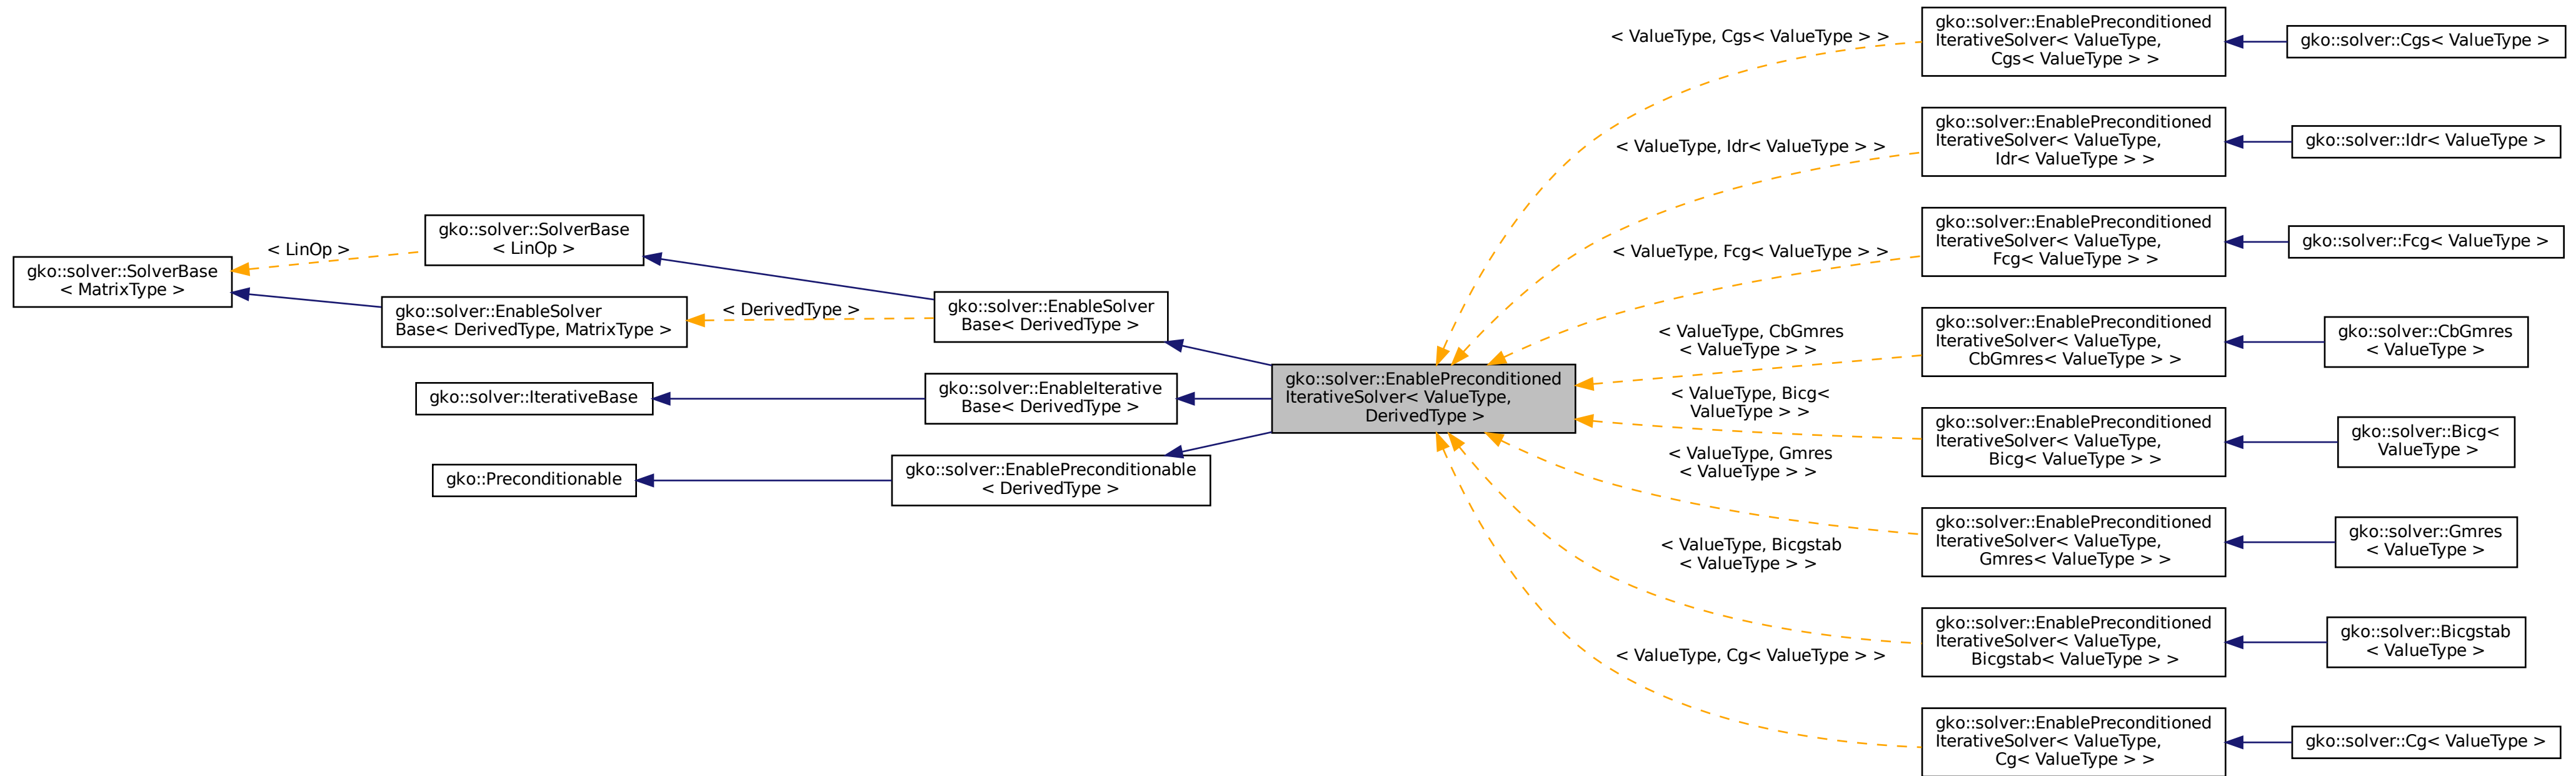 gko::solver::SolverBase
< MatrixType >
< LinOp >
gko::solver::SolverBase
< LinOp >
gko::solver::EnableSolver
Base< DerivedType, MatrixType >
< DerivedType >
gko::solver::EnableSolver
Base< DerivedType >
gko::solver::IterativeBase
gko::solver::EnableIterative
Base< DerivedType >
gko::Preconditionable
gko::solver::EnablePreconditionable
< DerivedType >
gko::solver::EnablePreconditioned
IterativeSolver< ValueType,
DerivedType >
< ValueType, Cgs< ValueType > >
gko::solver::EnablePreconditioned
IterativeSolver< ValueType,
Cgs< ValueType > >
gko::solver::Cgs< ValueType >
< ValueType, Idr< ValueType > >
gko::solver::EnablePreconditioned
IterativeSolver< ValueType,
Idr< ValueType > >
gko::solver::Idr< ValueType >
< ValueType, Fcg< ValueType > >
gko::solver::EnablePreconditioned
IterativeSolver< ValueType,
Fcg< ValueType > >
gko::solver::Fcg< ValueType >
< ValueType, CbGmres
< ValueType > >
gko::solver::EnablePreconditioned
IterativeSolver< ValueType,
CbGmres< ValueType > >
gko::solver::CbGmres
< ValueType >
< ValueType, Bicg<
ValueType > >
gko::solver::EnablePreconditioned
IterativeSolver< ValueType,
Bicg< ValueType > >
gko::solver::Bicg<
ValueType >
< ValueType, Gmres
< ValueType > >
gko::solver::EnablePreconditioned
IterativeSolver< ValueType,
Gmres< ValueType > >
gko::solver::Gmres
< ValueType >
< ValueType, Bicgstab
< ValueType > >
gko::solver::EnablePreconditioned
IterativeSolver< ValueType,
Bicgstab< ValueType > >
gko::solver::Bicgstab
< ValueType >
< ValueType, Cg< ValueType > >
gko::solver::EnablePreconditioned
IterativeSolver< ValueType,
Cg< ValueType > >
gko::solver::Cg< ValueType >